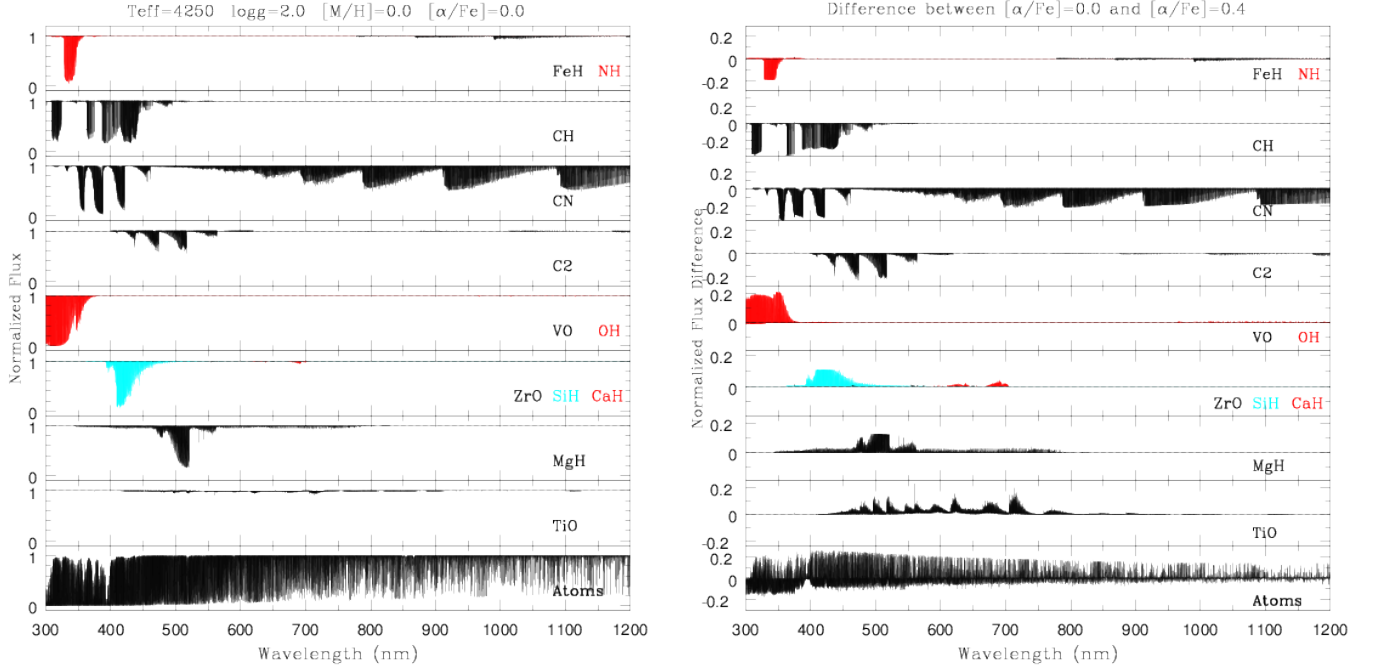 Teff=4250 logg=2.0 [M/H]=0.0 [α/Fe]=0.0
Normalized Flux
1
0
FeH NH
1
0
CH
1
0
CN
1
0
C2
1
0
VO OH
1
0
ZrO SiH CaH
1
0
MgH
1
0
TiO
1
0
Atoms
300 400 500 600 700 800 900 1000 1100 1200
Wavelength (nm)
Difference between [α/Fe]=0.0 and [α/Fe]=0.4
Normalized Flux Difference
0.2
0
-0.2
FeH NH
0.2
0
-0.2
CH
0.2
0
-0.2
CN
0.2
0
-0.2
C2
0.2
0
VO OH
0.2
0
ZrO SiH CaH
0.2
0
MgH
0.2
0
-0.2
TiO
0.2
0
-0.2
Atoms
300 400 500 600 700 800 900 1000 1100 1200
Wavelength (nm)